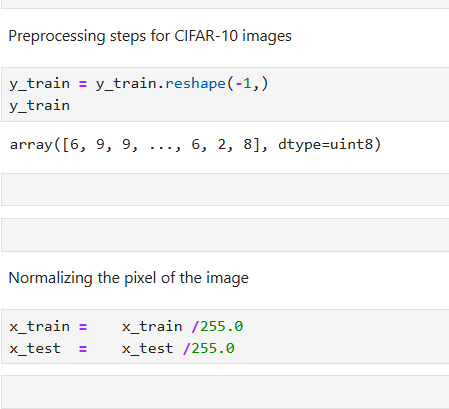 Preprocessing steps for CIFAR-10 images
y_train = y_train.reshape(-1,)
y_train
array([6, 9, 9, ..., 6, 2, 8], dtype=uint8)
Normalizing the pixel of the image
x_train =    x_train /255.0
x_test  =    x_test /255.0